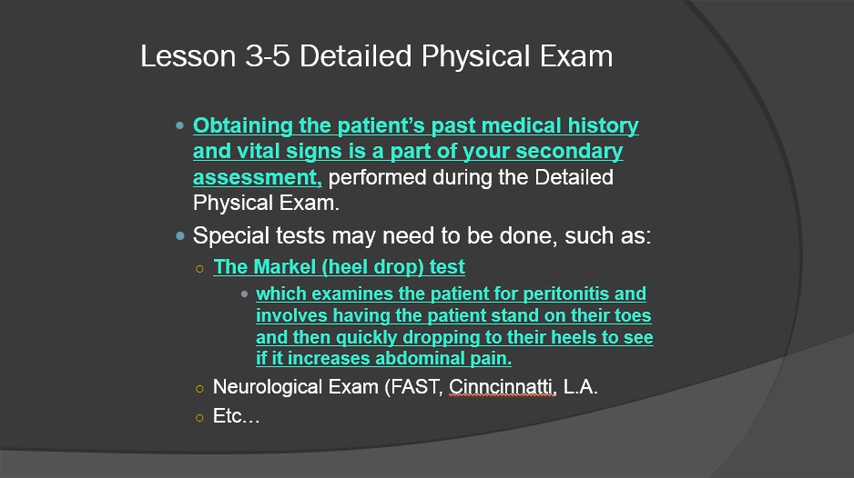 Lesson 3-5 Detailed Physical Exam
Obtaining the patient's past medical history
and vital signs is a part of your secondary
assessment, performed during the Detailed
Physical Exam.
Special tests may need to be done, such as:
The Markel (heel drop) test
which examines the patient for peritonitis and
involves having the patient stand on their toes
and then quickly dropping to their heels to see
if it increases abdominal pain.
Neurological Exam (FAST, Cinncinnatti, L.A.
Etc…